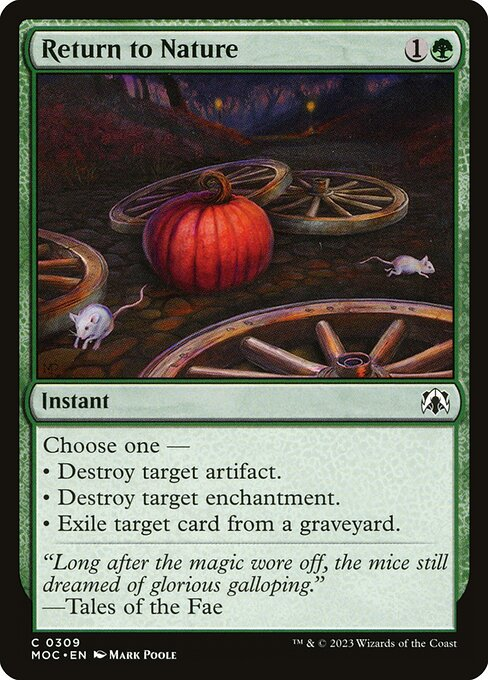 Return to Nature 1
Instant
Choose one —
• Destroy target artifact.
• Destroy target enchantment.
• Exile target card from a graveyard.
“Long after the magic wore off, the mice still
dreamed of glorious galloping.”
—Tales of the Fae
C 0309
MOC • EN Mark Poole
™ & © 2023 Wizards of the Coast